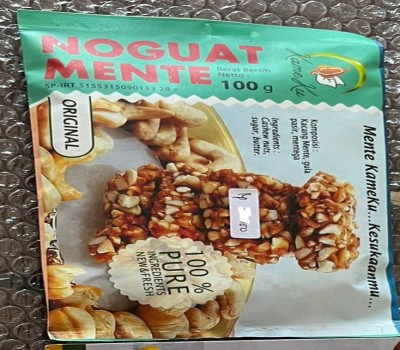 NOGUAT
MENTE
Berat Bersih
Netto :
100 g
KameKu
SP-IRT 5155315090133 28
ORIGINAL
Komposisi :
Kacang Mente, gula
pasir, mentega
Ingredients :
Cashew nuts,
sugar, butter.
Mente KameKu...Kesukaanmu...
100 %
PURE
INGREDIENTS
NEW&FRESH